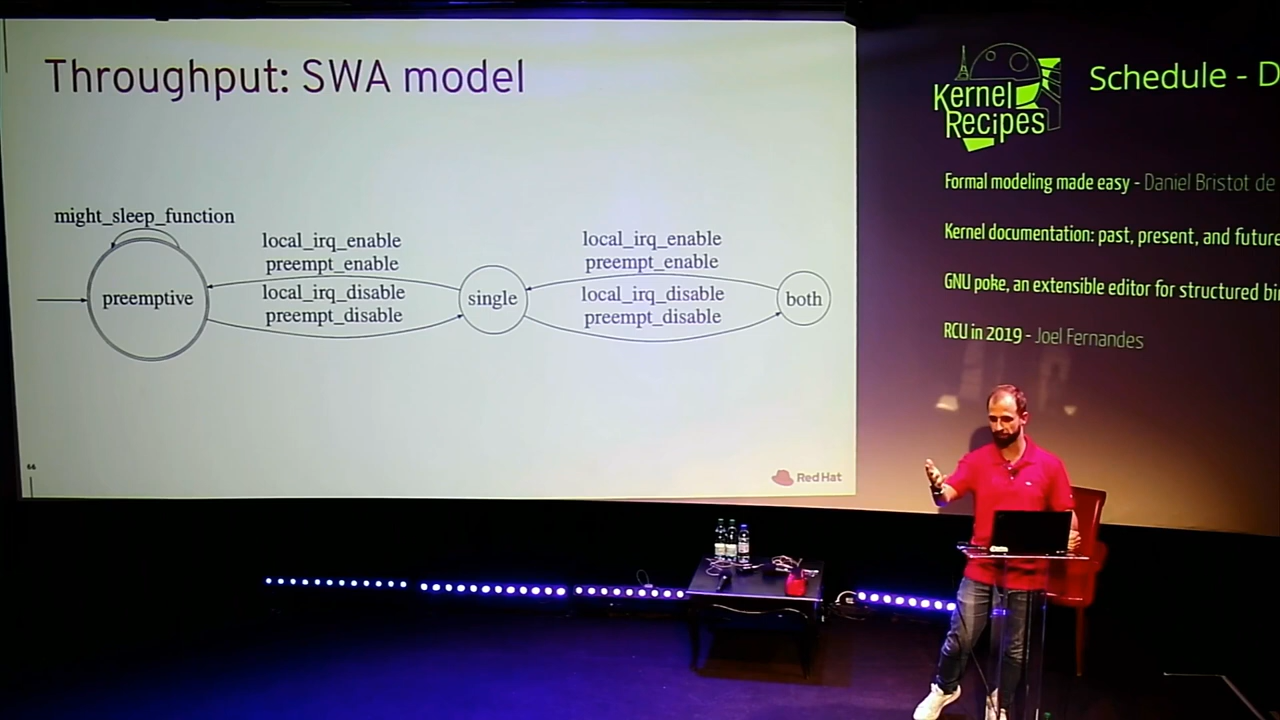 Throughput: SWA model
might_sleep_function
local_irq_enable
preempt_enable
local_irq_enable
preempt_enable
preemptive
single
both
local_irq_disable
preempt_disable
local_irq_disable
preempt_disable
66
Red Hat
Kernel
Recipes
Schedule - D
Formal modeling made easy - Daniel Bristot de
Kernel documentation: past, present, and future
GNU poke, an extensible editor for structured bi
RCU in 2019 - Joel Fernandes